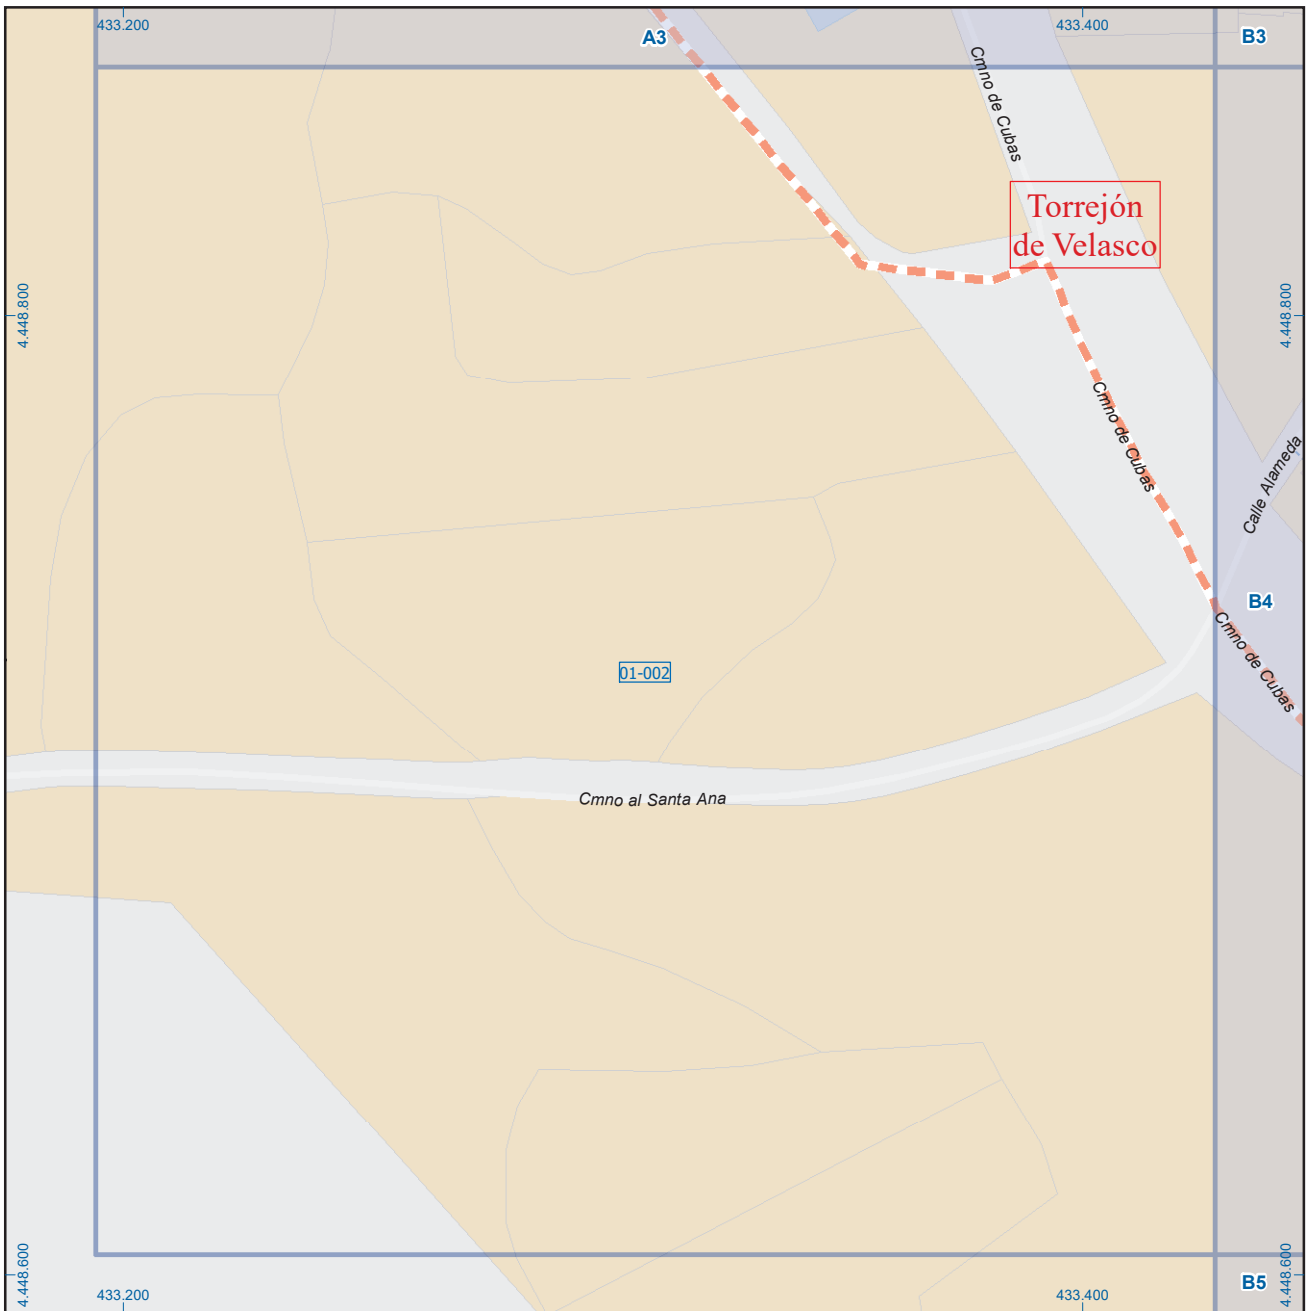 433.200
433.400
A3
B3
Cmno de Cubas
Torrejón
de Velasco
4.448.800
4.448.800
Cmno de Cubas
Calle Alameda
B4
Cmno de Cubas
01-002
Cmno al Santa Ana
4.448.600
4.448.600
B5
433.200
433.400